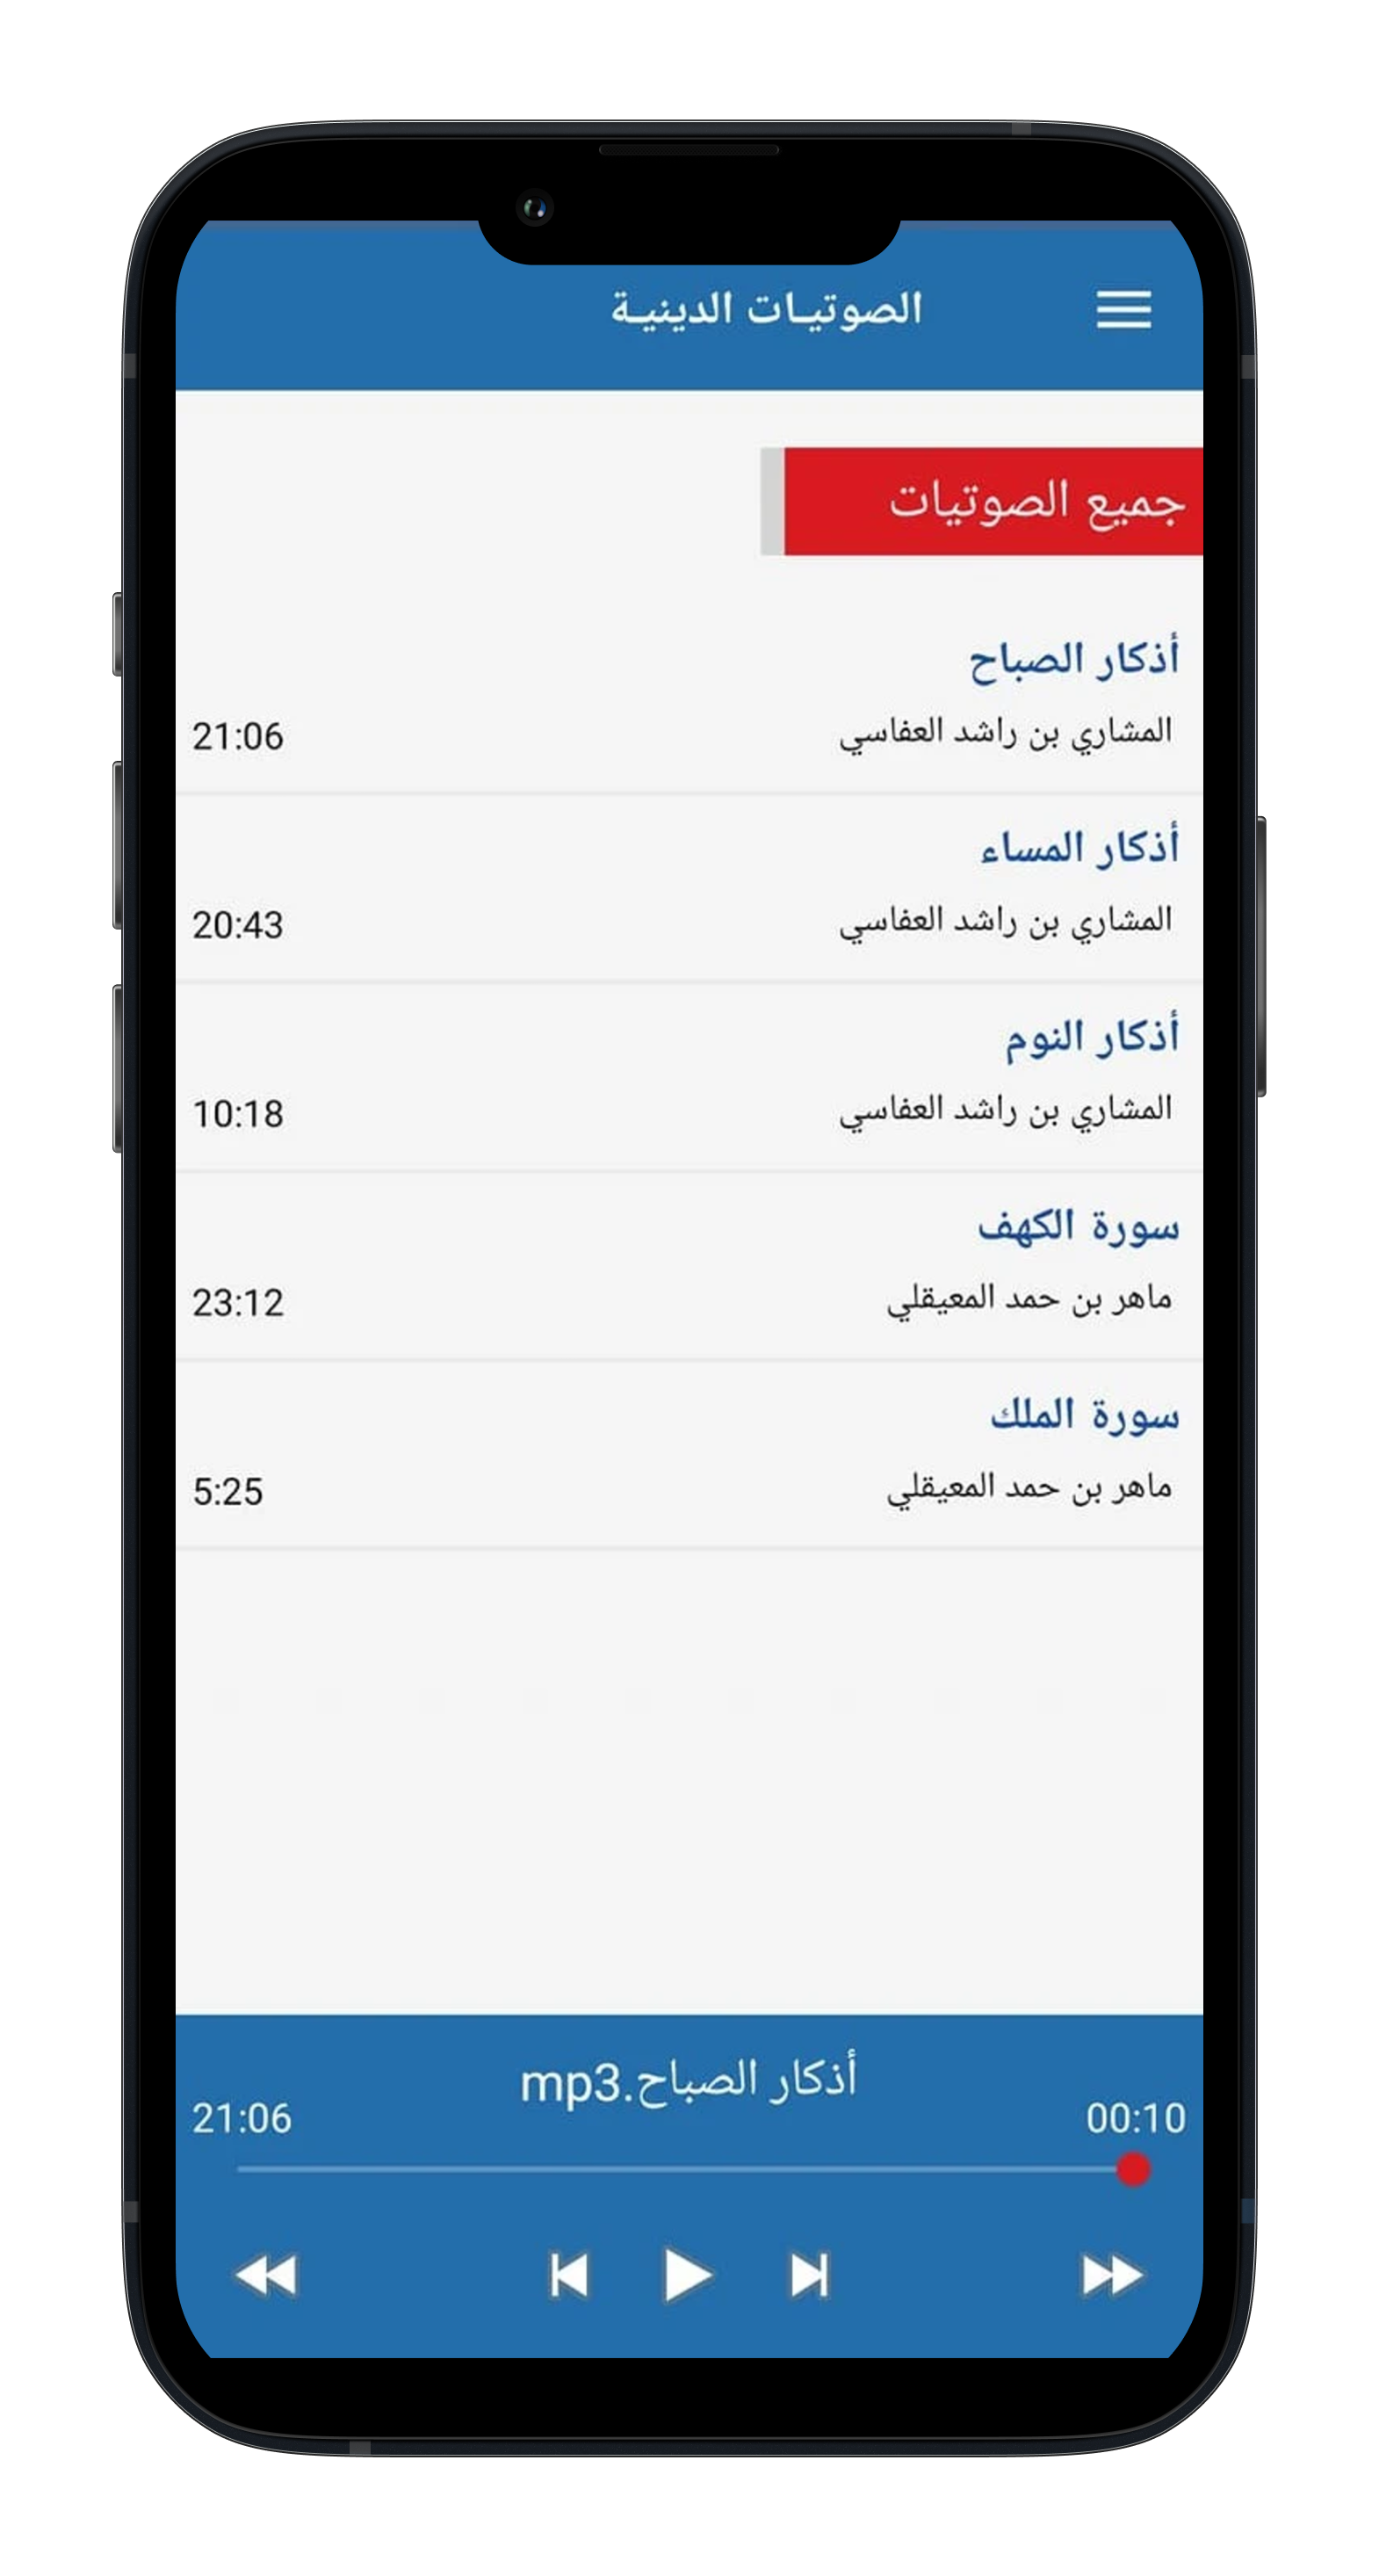 الصوتيـات الدينيـة
جميع الصوتيات
أذكار الصباح
المشاري بن راشد العفاسي
21:06
أذكار المساء
المشاري بن راشد العفاسي
20:43
أذكار النوم
المشاري بن راشد العفاسي
10:18
سورة الكهف
ماهر بن حمد المعيقلي
23:12
سورة الملك
ماهر بن حمد المعيقلي
5:25
أذكار الصباح.mp3
00:10
21:06